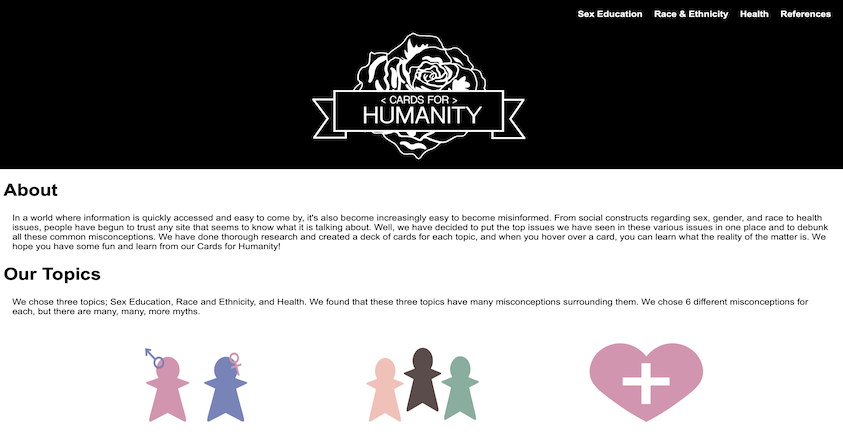 Sex Education Race & Ethnicity Health References
< CARDS FOR >
HUMANITY
About
In a world where information is quickly accessed and easy to come by, it's also become increasingly easy to become misinformed. From social constructs regarding sex, gender, and race to health
issues, people have begun to trust any site that seems to know what it is talking about. Well, we have decided to put the top issues we have seen in these various issues in one place and to debunk
all these common misconceptions. We have done thorough research and created a deck of cards for each topic, and when you hover over a card, you can learn what the reality of the matter is. We
hope you have some fun and learn from our Cards for Humanity!
Our Topics
We chose three topics; Sex Education, Race and Ethnicity, and Health. We found that these three topics have many misconceptions surrounding them. We chose 6 different misconceptions for
each, but there are many, many, more myths.